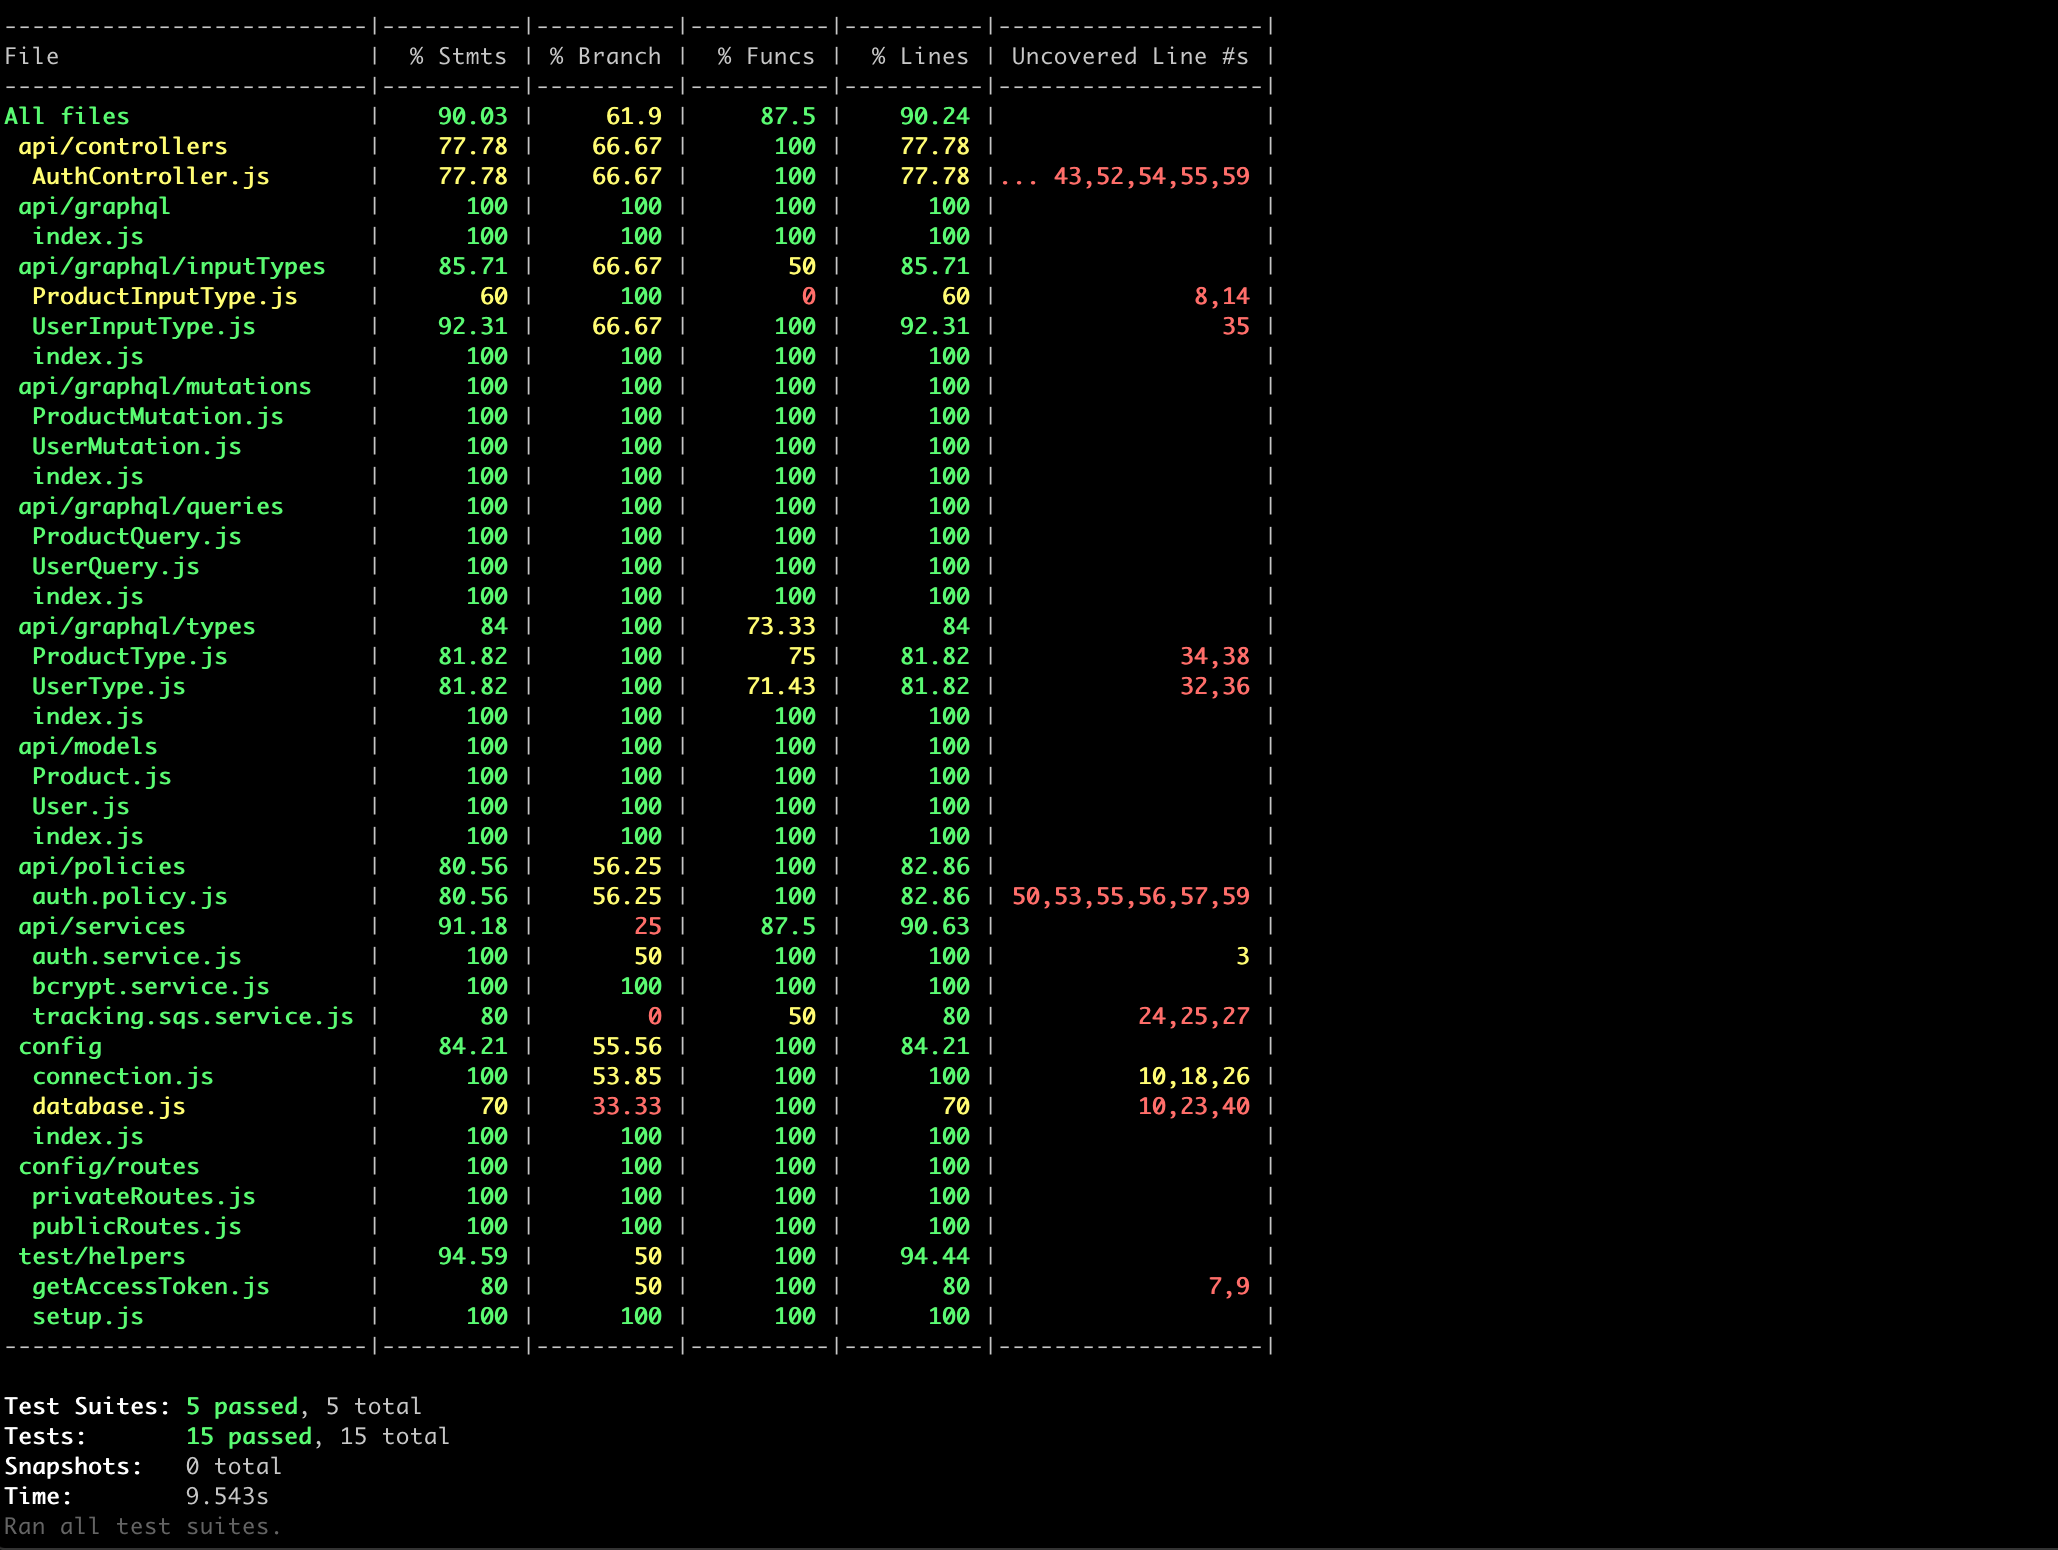 --------------------------|----------|----------|----------|----------|-------------------|
File                      |  % Stmts | % Branch |  % Funcs |  % Lines | Uncovered Line #s |
--------------------------|----------|----------|----------|----------|-------------------|
All files                 |    90.03 |     61.9 |     87.5 |    90.24 |                   |
 api/controllers          |    77.78 |    66.67 |      100 |    77.78 |                   |
  AuthController.js       |    77.78 |    66.67 |      100 |    77.78 |... 43,52,54,55,59 |
 api/graphql              |      100 |      100 |      100 |      100 |                   |
  index.js                |      100 |      100 |      100 |      100 |                   |
 api/graphql/inputTypes   |    85.71 |    66.67 |       50 |    85.71 |                   |
  ProductInputType.js     |       60 |      100 |        0 |       60 |              8,14 |
  UserInputType.js        |    92.31 |    66.67 |      100 |    92.31 |                35 |
  index.js                |      100 |      100 |      100 |      100 |                   |
 api/graphql/mutations    |      100 |      100 |      100 |      100 |                   |
  ProductMutation.js      |      100 |      100 |      100 |      100 |                   |
  UserMutation.js         |      100 |      100 |      100 |      100 |                   |
  index.js                |      100 |      100 |      100 |      100 |                   |
 api/graphql/queries      |      100 |      100 |      100 |      100 |                   |
  ProductQuery.js         |      100 |      100 |      100 |      100 |                   |
  UserQuery.js            |      100 |      100 |      100 |      100 |                   |
  index.js                |      100 |      100 |      100 |      100 |                   |
 api/graphql/types        |       84 |      100 |    73.33 |       84 |                   |
  ProductType.js          |    81.82 |      100 |       75 |    81.82 |             34,38 |
  UserType.js             |    81.82 |      100 |    71.43 |    81.82 |             32,36 |
  index.js                |      100 |      100 |      100 |      100 |                   |
 api/models               |      100 |      100 |      100 |      100 |                   |
  Product.js              |      100 |      100 |      100 |      100 |                   |
  User.js                 |      100 |      100 |      100 |      100 |                   |
  index.js                |      100 |      100 |      100 |      100 |                   |
 api/policies             |    80.56 |    56.25 |      100 |    82.86 |                   |
  auth.policy.js          |    80.56 |    56.25 |      100 |    82.86 | 50,53,55,56,57,59 |
 api/services             |    91.18 |       25 |     87.5 |    90.63 |                   |
  auth.service.js         |      100 |       50 |      100 |      100 |                 3 |
  bcrypt.service.js       |      100 |      100 |      100 |      100 |                   |
  tracking.sqs.service.js |       80 |        0 |       50 |       80 |          24,25,27 |
 config                   |    84.21 |    55.56 |      100 |    84.21 |                   |
  connection.js           |      100 |    53.85 |      100 |      100 |          10,18,26 |
  database.js             |       70 |    33.33 |      100 |       70 |          10,23,40 |
  index.js                |      100 |      100 |      100 |      100 |                   |
 config/routes            |      100 |      100 |      100 |      100 |                   |
  privateRoutes.js        |      100 |      100 |      100 |      100 |                   |
  publicRoutes.js         |      100 |      100 |      100 |      100 |                   |
 test/helpers             |    94.59 |       50 |      100 |    94.44 |                   |
  getAccessToken.js       |       80 |       50 |      100 |       80 |               7,9 |
  setup.js                |      100 |      100 |      100 |      100 |                   |
--------------------------|----------|----------|----------|----------|-------------------|
Test Suites: 5 passed, 5 total
Tests:       15 passed, 15 total
Snapshots:   0 total
Time:        9.543s
Ran all test suites.